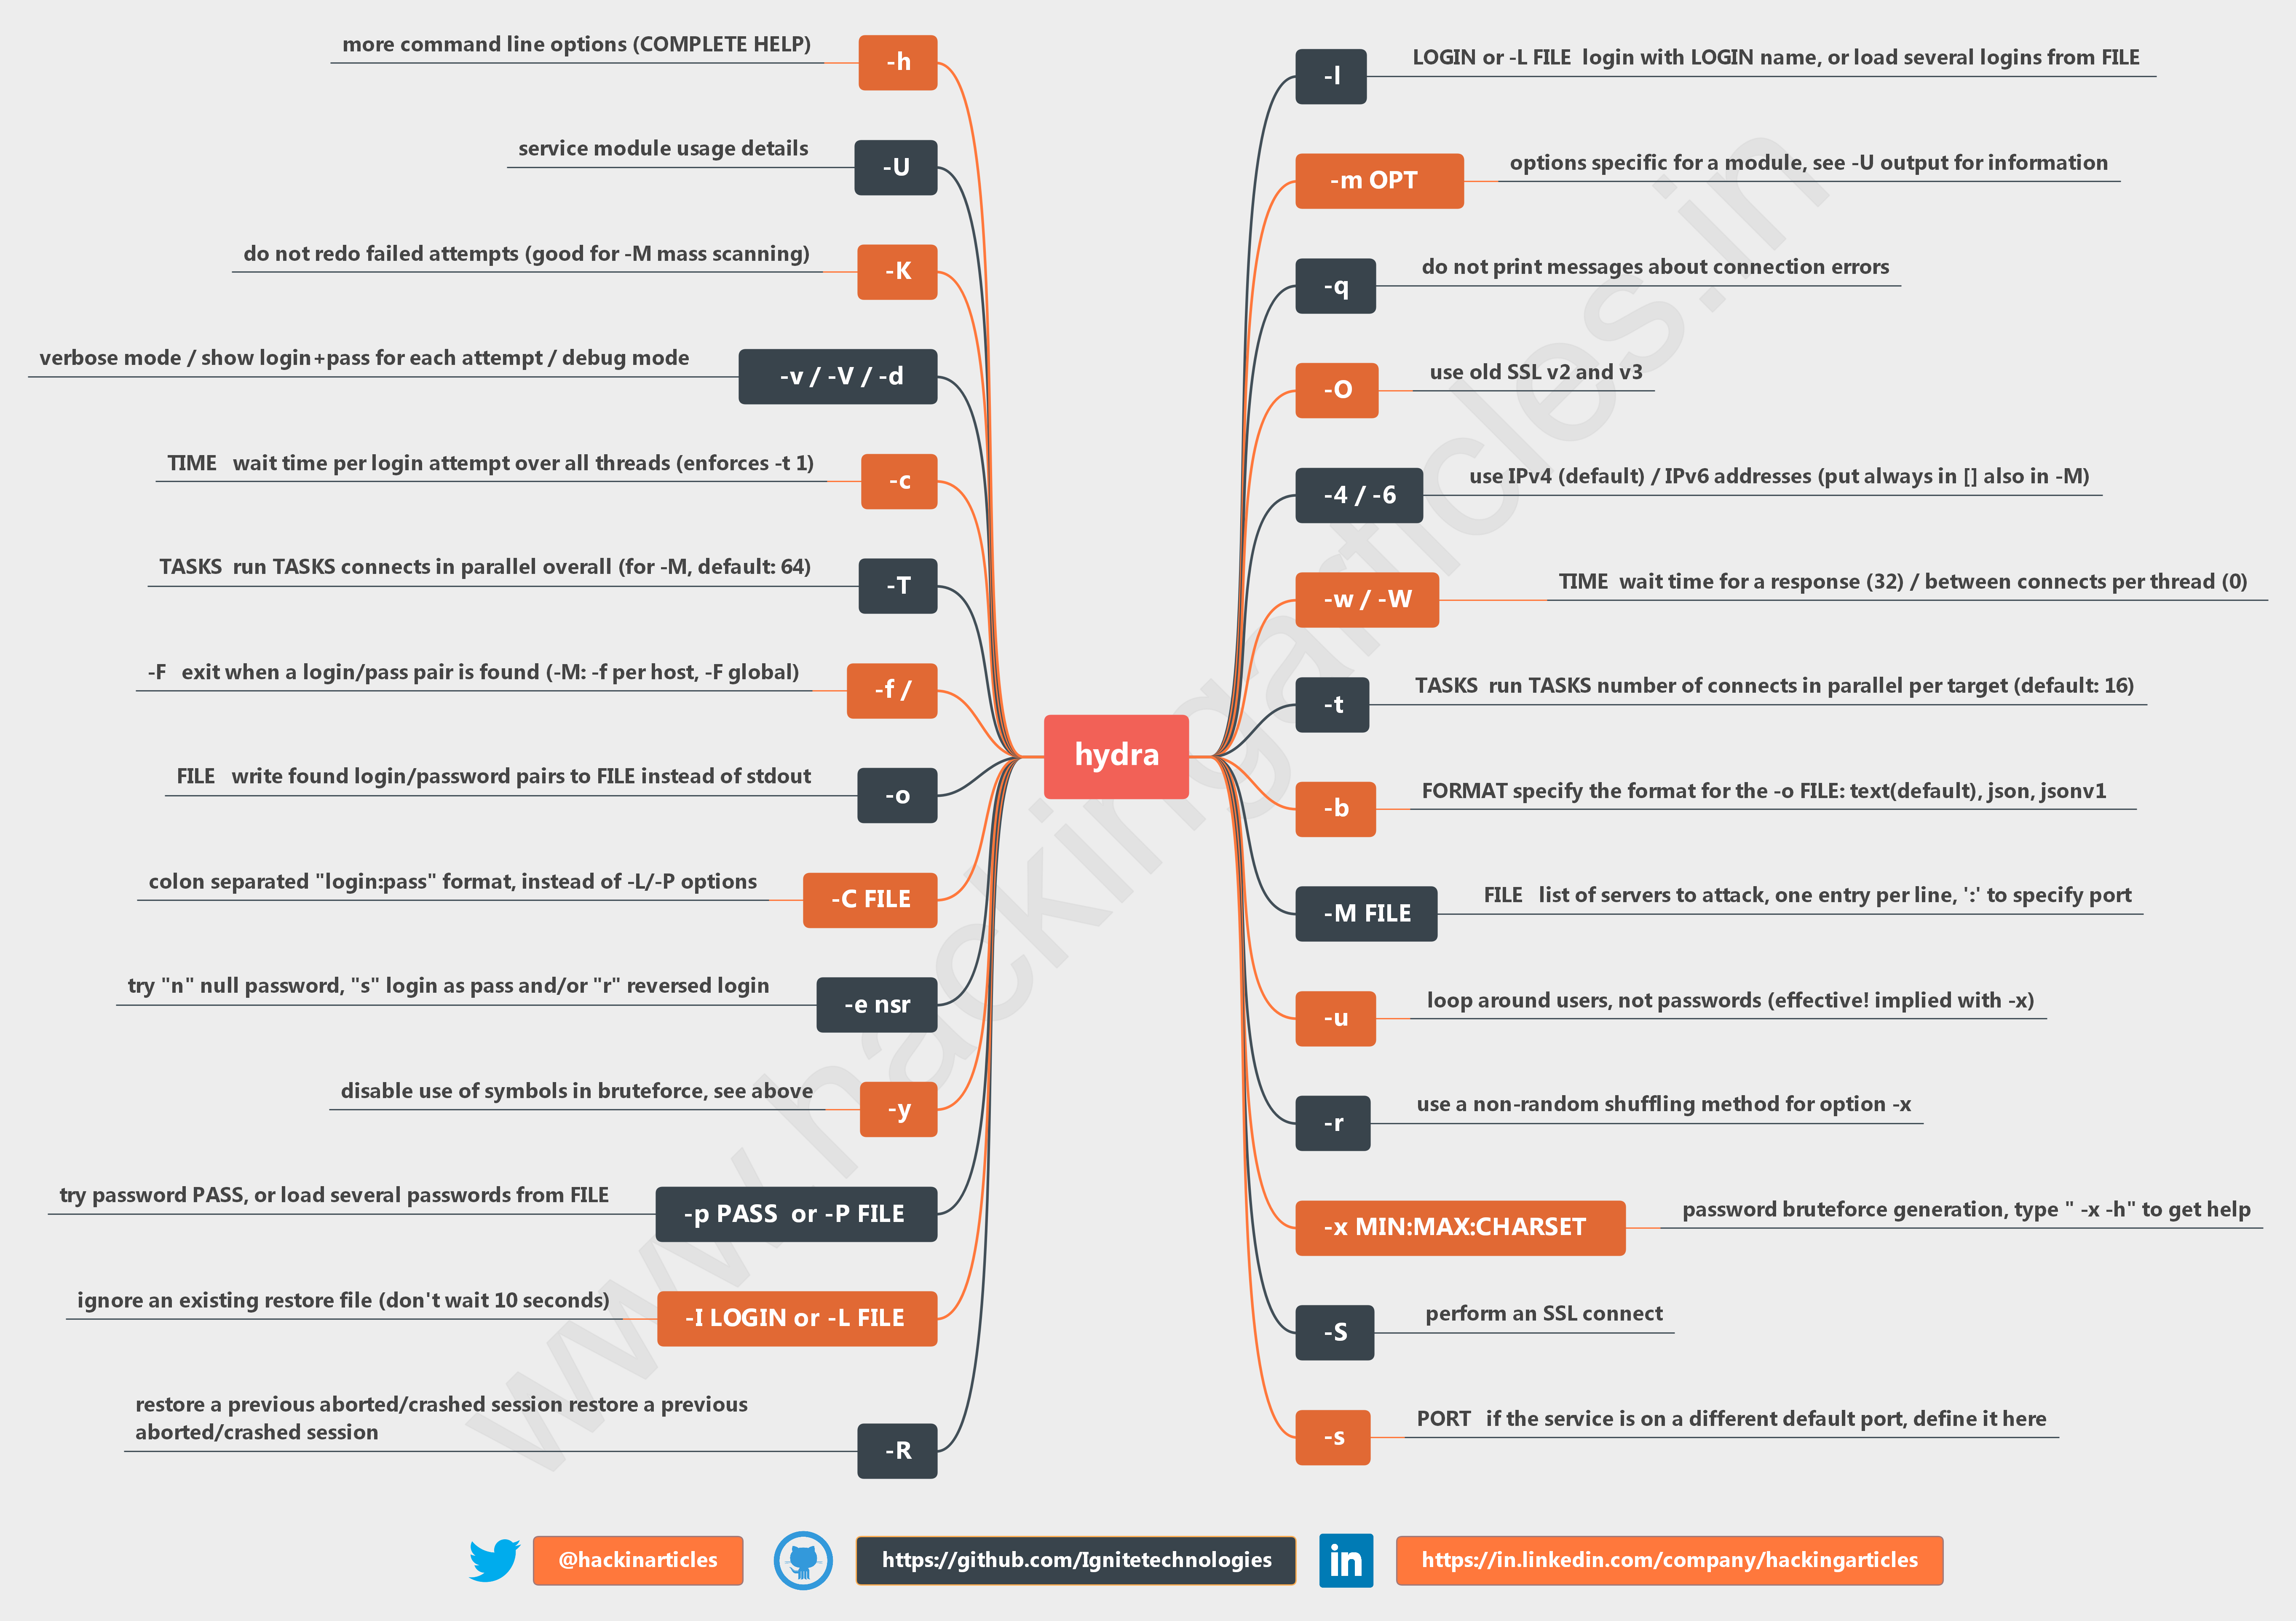 more command line options (COMPLETE HELP)
-h
service module usage details
-U
do not redo failed attempts (good for -M mass scanning)
-K
verbose mode / show login+pass for each attempt / debug mode
-v / -V / -d
TIME wait time per login attempt over all threads (enforces -t 1)
-c
TASKS run TASKS connects in parallel overall (for -M, default: 64)
-T
-F exit when a login/pass pair is found (-M: -f per host, -F global)
-f /
FILE write found login/password pairs to FILE instead of stdout
-o
colon separated "login:pass" format, instead of -L/-P options
-C FILE
try "n" null password, "s" login as pass and/or "r" reversed login
-e nsr
disable use of symbols in bruteforce, see above
-y
try password PASS, or load several passwords from FILE
-p PASS or -P FILE
ignore an existing restore file (don't wait 10 seconds)
-I LOGIN or -L FILE
restore a previous aborted/crashed session restore a previous
aborted/crashed session
-R
hydra
-l
LOGIN or -L FILE login with LOGIN name, or load several logins from FILE
-m OPT
options specific for a module, see -U output for information
-q
do not print messages about connection errors
-O
use old SSL v2 and v3
-4 / -6
use IPv4 (default) / IPv6 addresses (put always in [] also in -M)
-w / -W
TIME wait time for a response (32) / between connects per thread (0)
-t
TASKS run TASKS number of connects in parallel per target (default: 16)
-b
FORMAT specify the format for the -o FILE: text(default), json, jsonv1
-M FILE
FILE list of servers to attack, one entry per line, ':' to specify port
-u
loop around users, not passwords (effective! implied with -x)
-r
use a non-random shuffling method for option -x
-x MIN:MAX:CHARSET
password bruteforce generation, type " -x -h" to get help
-S
perform an SSL connect
-s
PORT if the service is on a different default port, define it here
www.hackingarticles.in
@hackinarticles
https://github.com/Ignitetechnologies
in
https://in.linkedin.com/company/hackingarticles